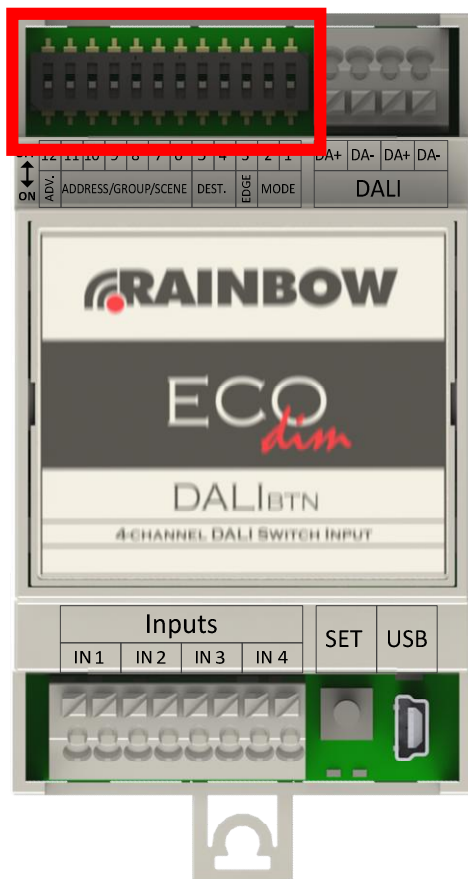 12 11 10 9 8 7 6 5 4 3 2 1 DA+ DA- DA+ DA-
ON ADV. ADDRESS/GROUP/SCENE DEST. EDGE MODE DALI
RAINBOW
ECO
dim
DALIBTN
4-CHANNEL DALI SWITCH INPUT
Inputs SET USB
IN 1 IN 2 IN 3 IN 4